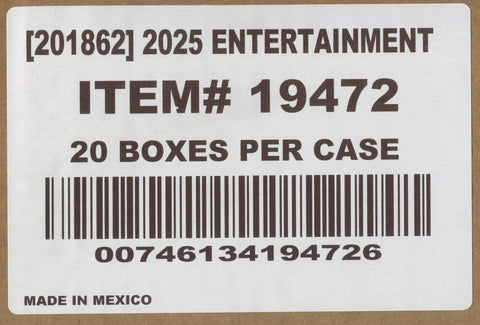 [201862] 2025 ENTERTAINMENT
ITEM# 19472
20 BOXES PER CASE
00746134194726
MADE IN MEXICO